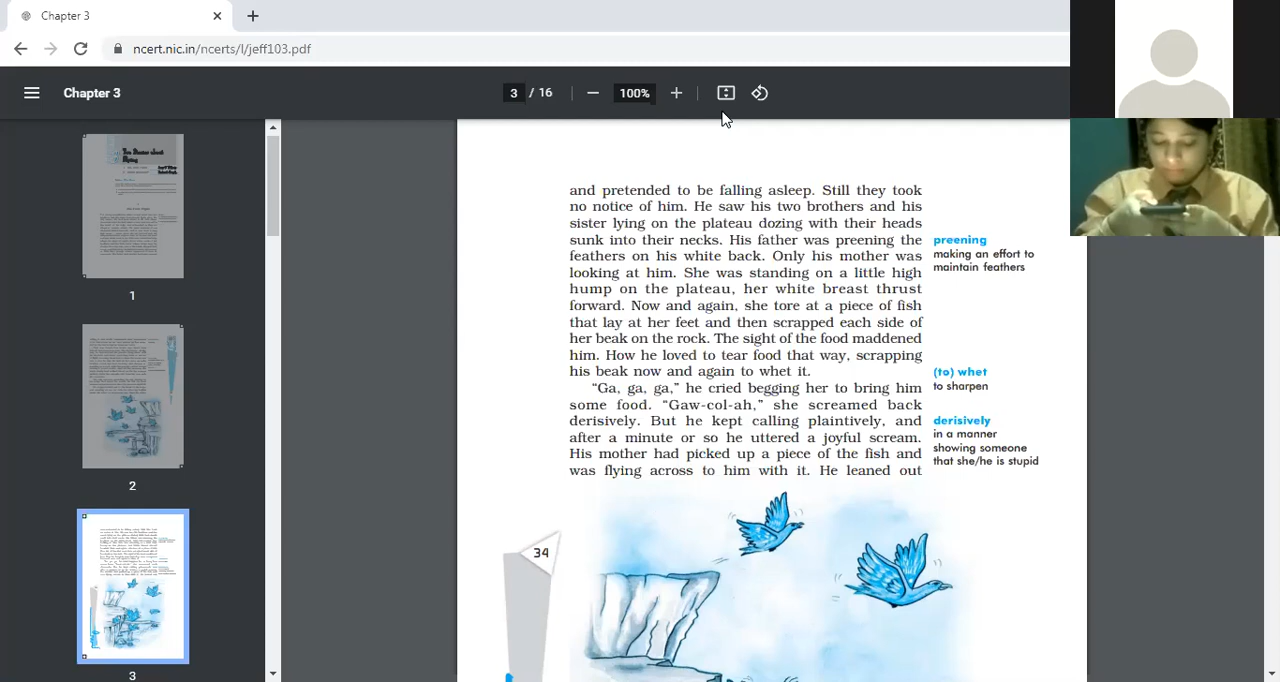 Chapter 3
ncert.nic.in/ncerts/l/jeff103.pdf
Chapter 3
3 / 16
100%
1
2
3
and pretended to be falling asleep. Still they took
no notice of him. He saw his two brothers and his
sister lying on the plateau dozing with their heads
sunk into their necks. His father was preening the
feathers on his white back. Only his mother was
looking at him. She was standing on a little high
hump on the plateau, her white breast thrust
forward. Now and again, she tore at a piece of fish
that lay at her feet and then scrapped each side of
her beak on the rock. The sight of the food maddened
him. How he loved to tear food that way, scrapping
his beak now and again to whet it.
“Ga, ga, ga,” he cried begging her to bring him
some food. “Gaw-col-ah,” she screamed back
derisively. But he kept calling plaintively, and
after a minute or so he uttered a joyful scream.
His mother had picked up a piece of the fish and
was flying across to him with it. He leaned out
preening
making an effort to
maintain feathers
(to) whet
to sharpen
derisively
in a manner
showing someone
that she/he is stupid
34